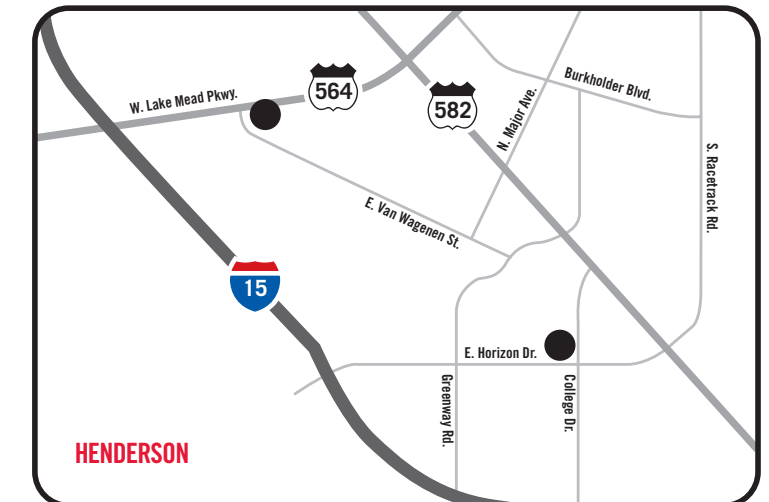 W. Lake Mead Pkwy.
564
582
Burkholder Blvd.
N. Major Ave.
S. Racetrack Rd.
E. Van Wagenen St.
15
E. Horizon Dr.
Greenway Rd.
College Dr.
HENDERSON